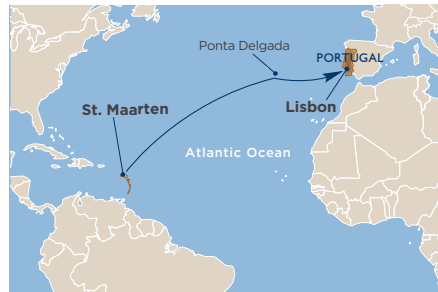 Ponta Delgada
PORTUGAL
St. Maarten
Lisbon
Atlantic Ocean